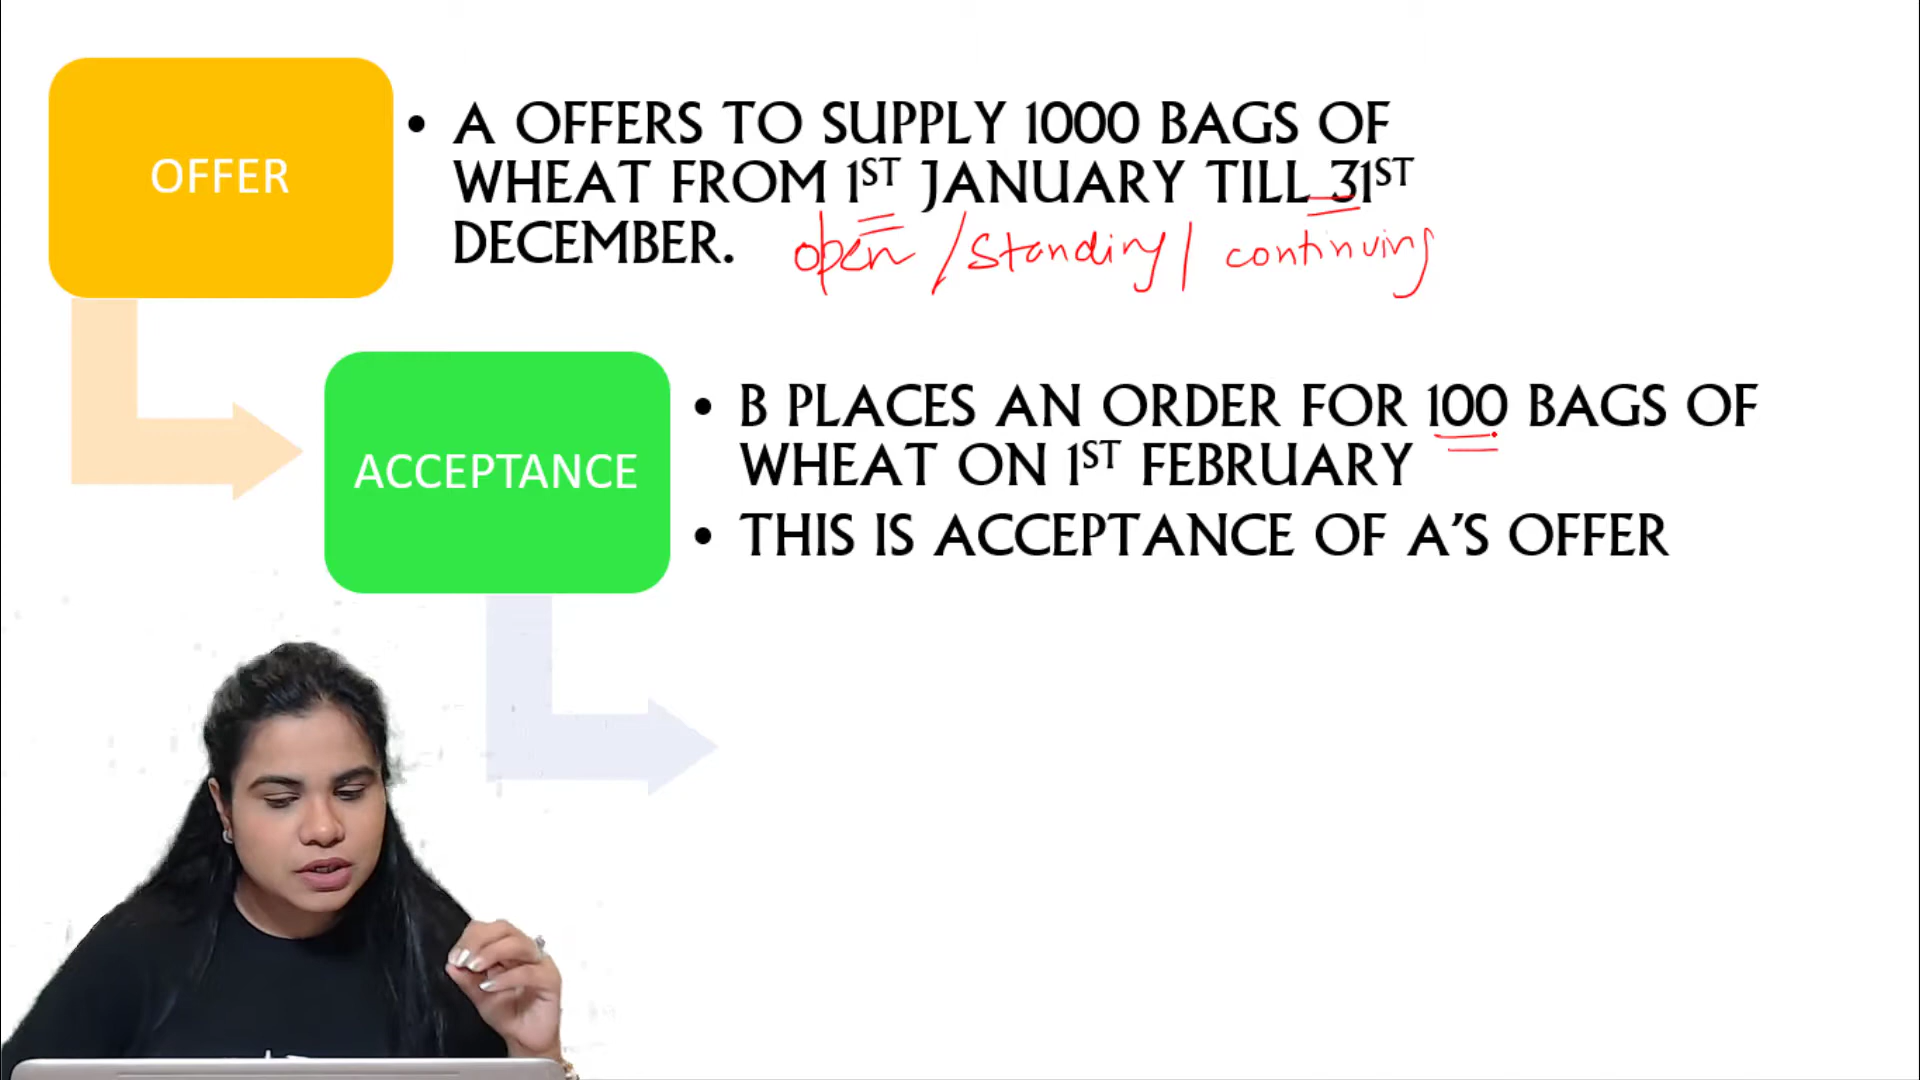 OFFER
• A OFFERS TO SUPPLY 1000 BAGS OF
WHEAT FROM 1ST JANUARY TILL 31ST
DECEMBER.
open / standing / continuing
ACCEPTANCE
• B PLACES AN ORDER FOR 100 BAGS OF
WHEAT ON 1ST FEBRUARY
• THIS IS ACCEPTANCE OF A'S OFFER